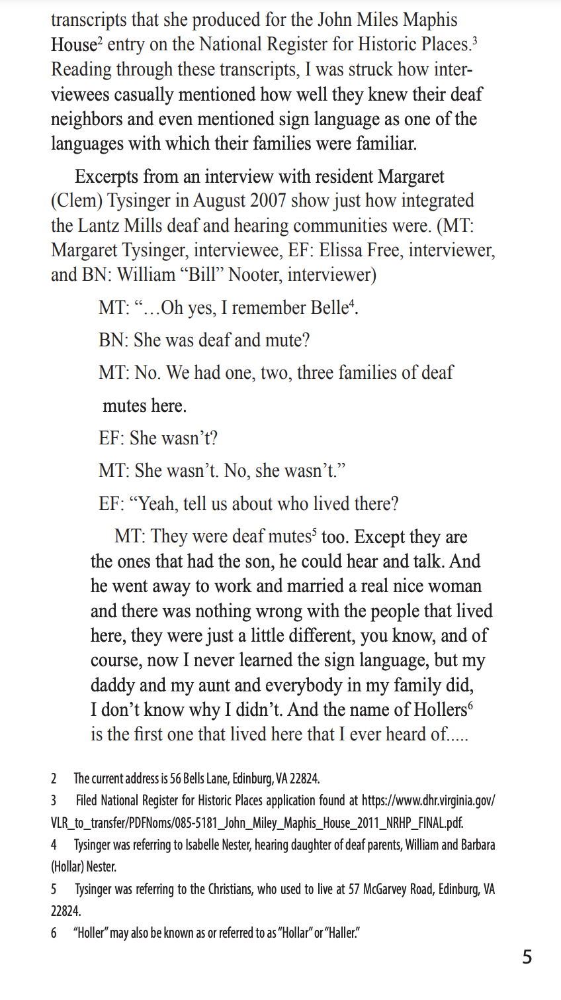 transcripts that she produced for the John Miles Maphis
House² entry on the National Register for Historic Places.³
Reading through these transcripts, I was struck how inter-
viewees casually mentioned how well they knew their deaf
neighbors and even mentioned sign language as one of the
languages with which their families were familiar.
Excerpts from an interview with resident Margaret
(Clem) Tysinger in August 2007 show just how integrated
the Lantz Mills deaf and hearing communities were. (MT:
Margaret Tysinger, interviewee, EF: Elissa Free, interviewer,
and BN: William “Bill” Nooter, interviewer)
MT: “…Oh yes, I remember Belle⁴.
BN: She was deaf and mute?
MT: No. We had one, two, three families of deaf
mutes here.
EF: She wasn’t?
MT: She wasn’t. No, she wasn’t.”
EF: “Yeah, tell us about who lived there?
MT: They were deaf mutes⁵ too. Except they are
the ones that had the son, he could hear and talk. And
he went away to work and married a real nice woman
and there was nothing wrong with the people that lived
here, they were just a little different, you know, and of
course, now I never learned the sign language, but my
daddy and my aunt and everybody in my family did,
I don’t know why I didn’t. And the name of Hollers⁶
is the first one that lived here that I ever heard of.....
2 The current address is 56 Bells Lane, Edinburg, VA 22824.
3 Filed National Register for Historic Places application found at https://www.dhr.virginia.gov/
VLR_to_transfer/PDFNoms/085-5181_John_Miley_Maphis_House_2011_NRHP_FINAL.pdf.
4 Tysinger was referring to Isabelle Nester, hearing daughter of deaf parents, William and Barbara
(Hollar) Nester.
5 Tysinger was referring to the Christians, who used to live at 57 McGarvey Road, Edinburg, VA
22824.
6 “Holler” may also be known as or referred to as “Hollar” or “Haller.”
5